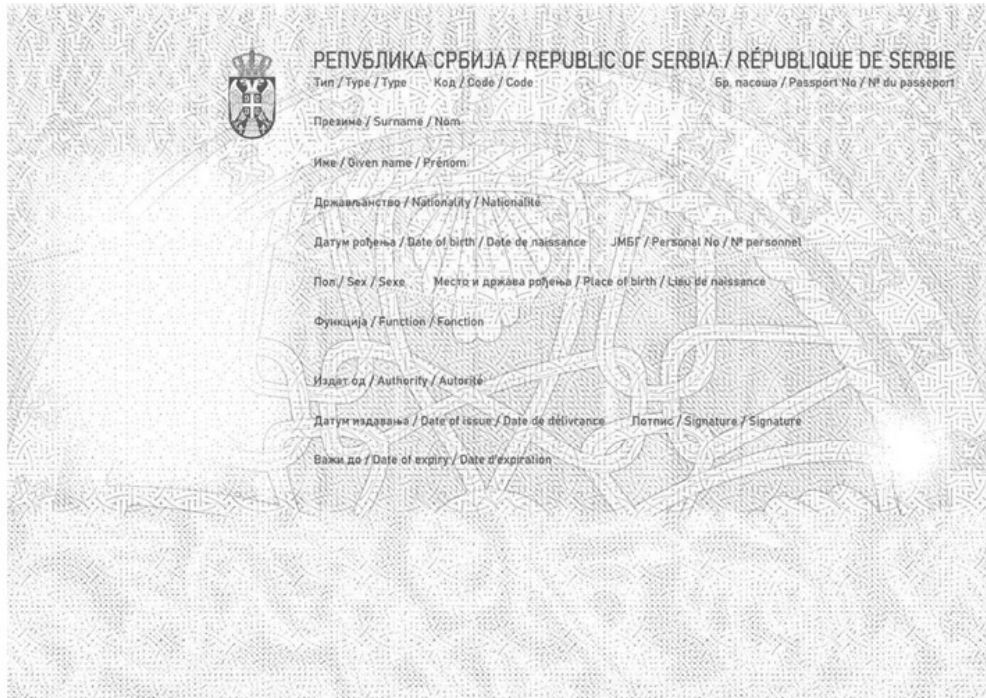 РЕПУБЛИКА СРБИЈА / REPUBLIC OF SERBIA / RÉPUBLIQUE DE SERBIE
Тип / Type / Type Код / Code / Code Бр. пасоша / Passport No / Nº du passeport
Презиме / Surname / Nom
Име / Given name / Prénom
Држављанство / Nationality / Nationalité
Датум рођења / Date of birth / Date de naissance ЈМБГ / Personal No / Nº personnel
Пол / Sex / Sexe Место и држава рођења / Place of birth / Lieu de naissance
Функција / Function / Fonction
Издат од / Authority / Autorité
Датум издавања / Date of issue / Date de délivrance Потпис / Signature / Signature
Важи до / Date of expiry / Date d'expiration